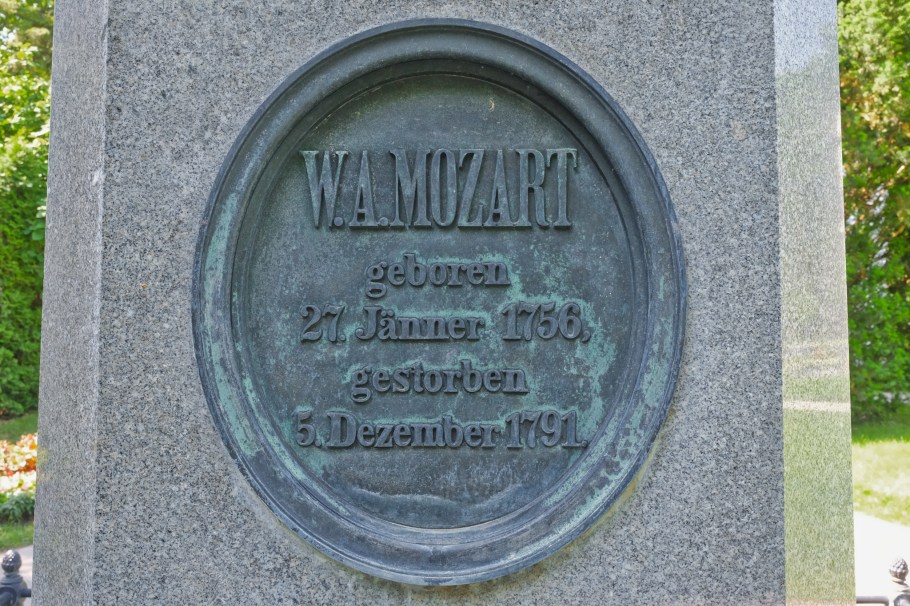 W.A.MOZART
geboren
27. Jänner 1756,
gestorben
5. Dezember 1791.